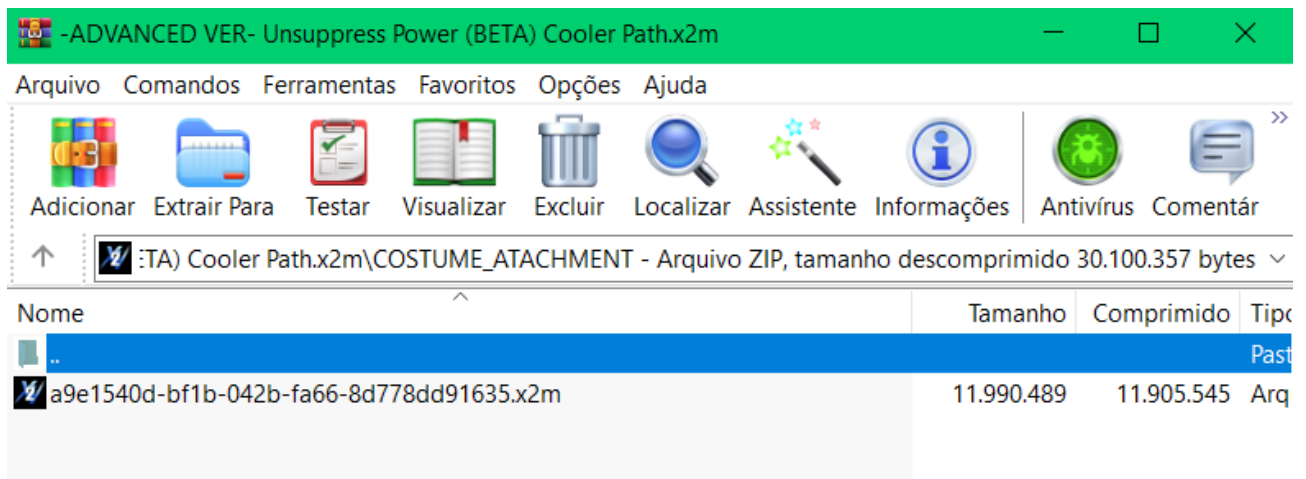 -ADVANCED VER- Unsuppress Power (BETA) Cooler Path.x2m
Arquivo Comandos Ferramentas Favoritos Opções Ajuda
Adicionar Extrair Para Testar Visualizar Excluir Localizar Assistente Informações Antivírus Comentár
ETA) Cooler Path.x2m\COSTUME_ATACHMENT - Arquivo ZIP, tamanho descomprimido 30.100.357 bytes
Nome Tamanho Comprimido Tipo
.. Past
a9e1540d-bf1b-042b-fa66-8d778dd91635.x2m 11.990.489 11.905.545 Arq